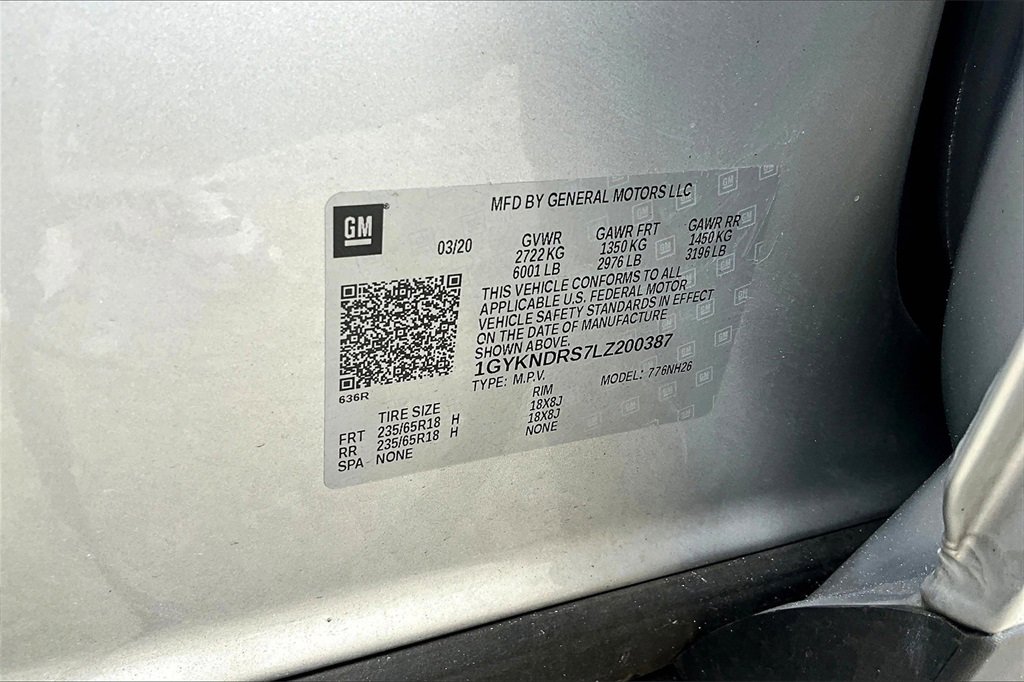 MFD BY GENERAL MOTORS LLC
GM®
03/20 GVWR GAWR FRT GAWR RR
2722 KG 1350 KG 1450 KG
6001 LB 2976 LB 3196 LB
THIS VEHICLE CONFORMS TO ALL
APPLICABLE U.S. FEDERAL MOTOR
VEHICLE SAFETY STANDARDS IN EFFECT
ON THE DATE OF MANUFACTURE
SHOWN ABOVE.
1GYKNDRS7LZ200387
TYPE: M.P.V. MODEL: 776NH26
636R
TIRE SIZE RIM
FRT 235/65R18 H 18X8J
RR 235/65R18 H 18X8J
SPA NONE NONE